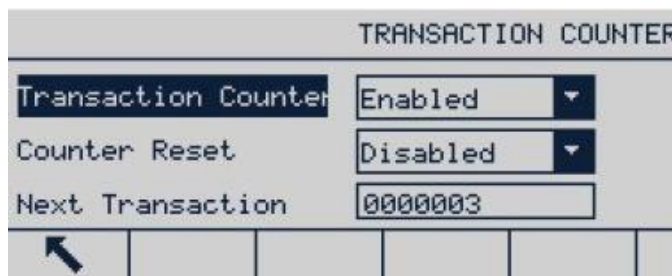 TRANSACTION COUNTER
Transaction Counter Enabled
Counter Reset Disabled
Next Transaction 0000003